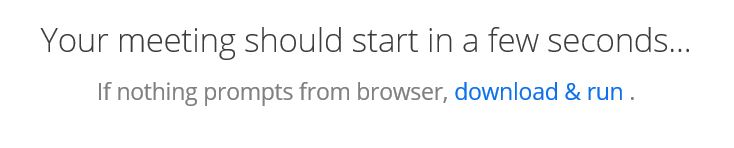 Your meeting should start in a few seconds...
If nothing prompts from browser, download & run .